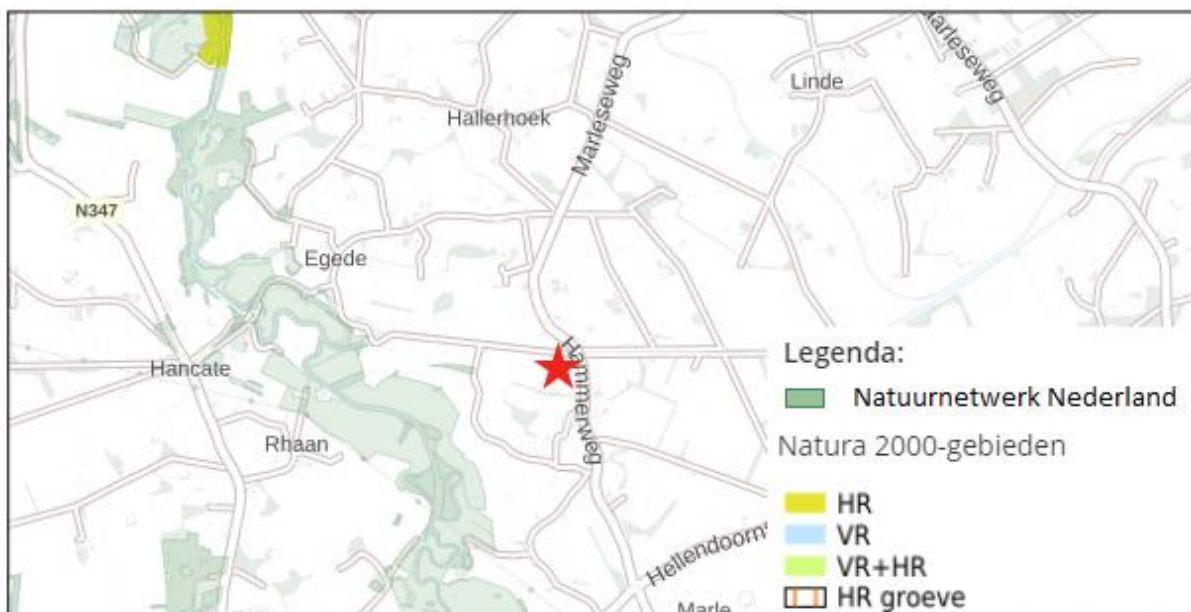 Marleseweg
Linde
Hallerhoek
Marleseweg
N347
Egede
Hancate
Hammerweg
Rhaan
Hellendoorn
Marle
Legenda:
Natuurnetwerk Nederland
Natura 2000-gebieden
HR
VR
VR+HR
HR groeve